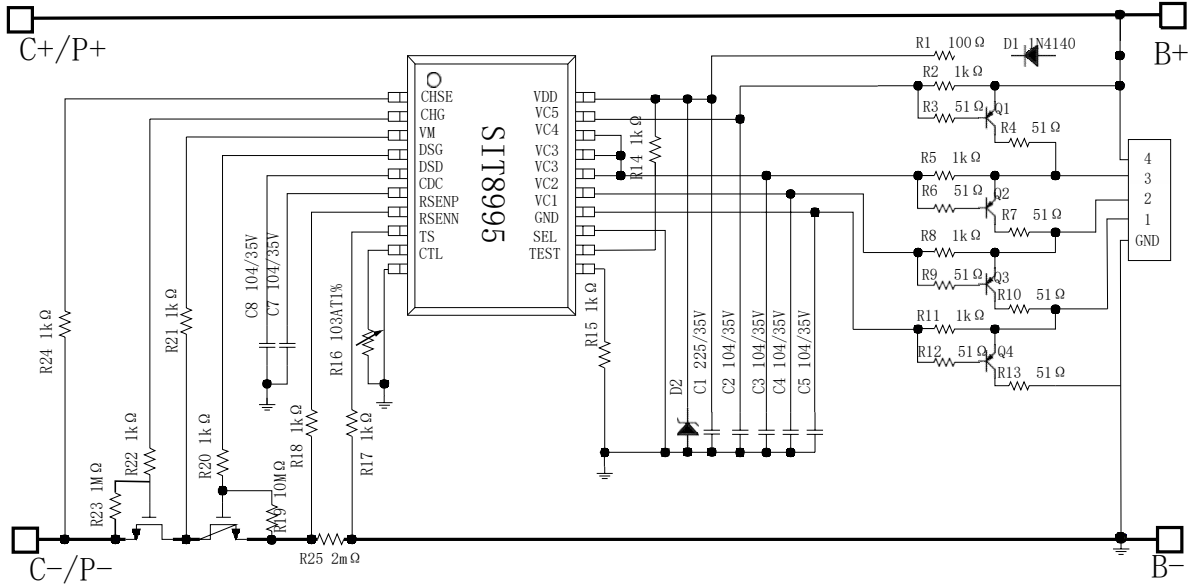 C+/P+
B+
R1 100Ω
D1 1N4140
R2 1kΩ
R3 51Ω
Q1
R4 51Ω
R5 1kΩ
R6 51Ω
Q2
R7 51Ω
R8 1kΩ
R9 51Ω
Q3
R10 51Ω
R11 1kΩ
R12 51Ω
Q4
R13 51Ω
4
3
2
1
GND
SIT8995
CHSE
CHG
VM
DSG
DSD
CDC
RSENP
RSENN
TS
CTL
VDD
VC5
VC4
VC3
VC3
VC2
VC1
GND
SEL
TEST
R14 1kΩ
R15 1kΩ
D2
C1 225/35V
C2 104/35V
C3 104/35V
C4 104/35V
C5 104/35V
C8 104/35V
C7 104/35V
R16 103AT1%
R24 1kΩ
R21 1kΩ
R22 1kΩ
R20 1kΩ
R18 1kΩ
R17 1kΩ
R23 1MΩ
R19 10MΩ
R25 2mΩ
C-/P-
B-